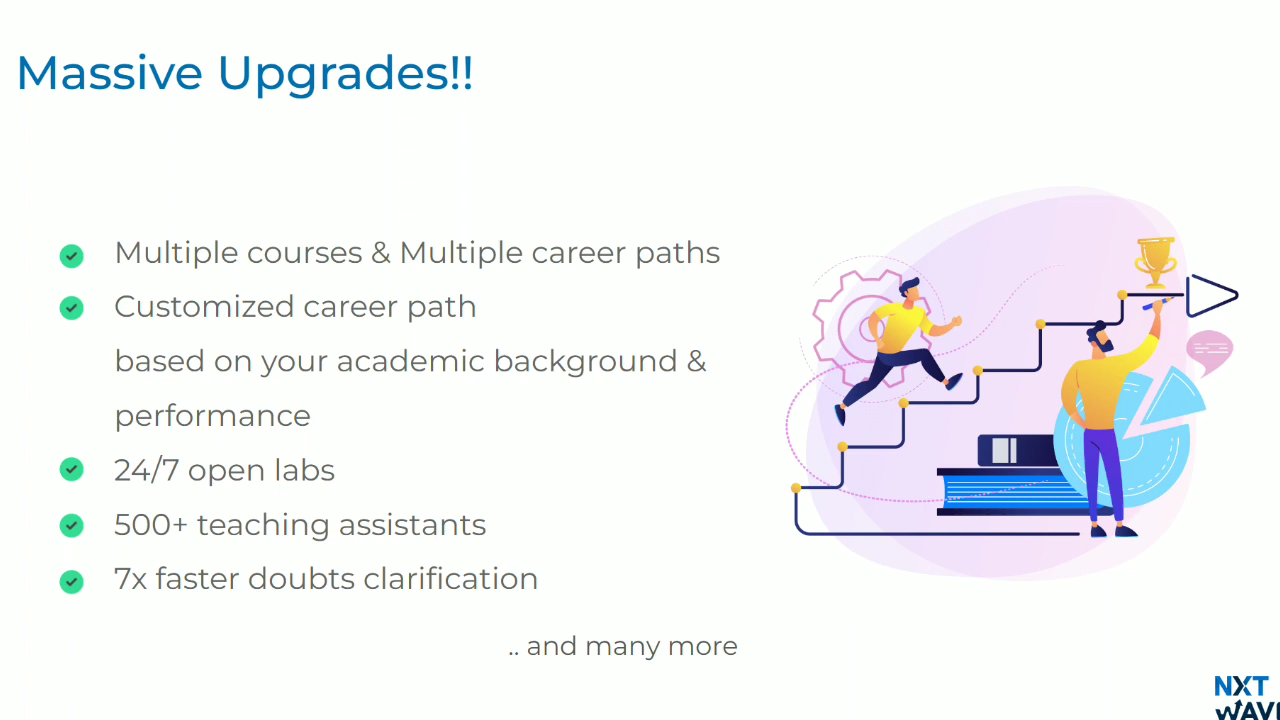 Massive Upgrades!!
Multiple courses & Multiple career paths
Customized career path
based on your academic background &
performance
24/7 open labs
500+ teaching assistants
7x faster doubts clarification
.. and many more
NXT
WAVE